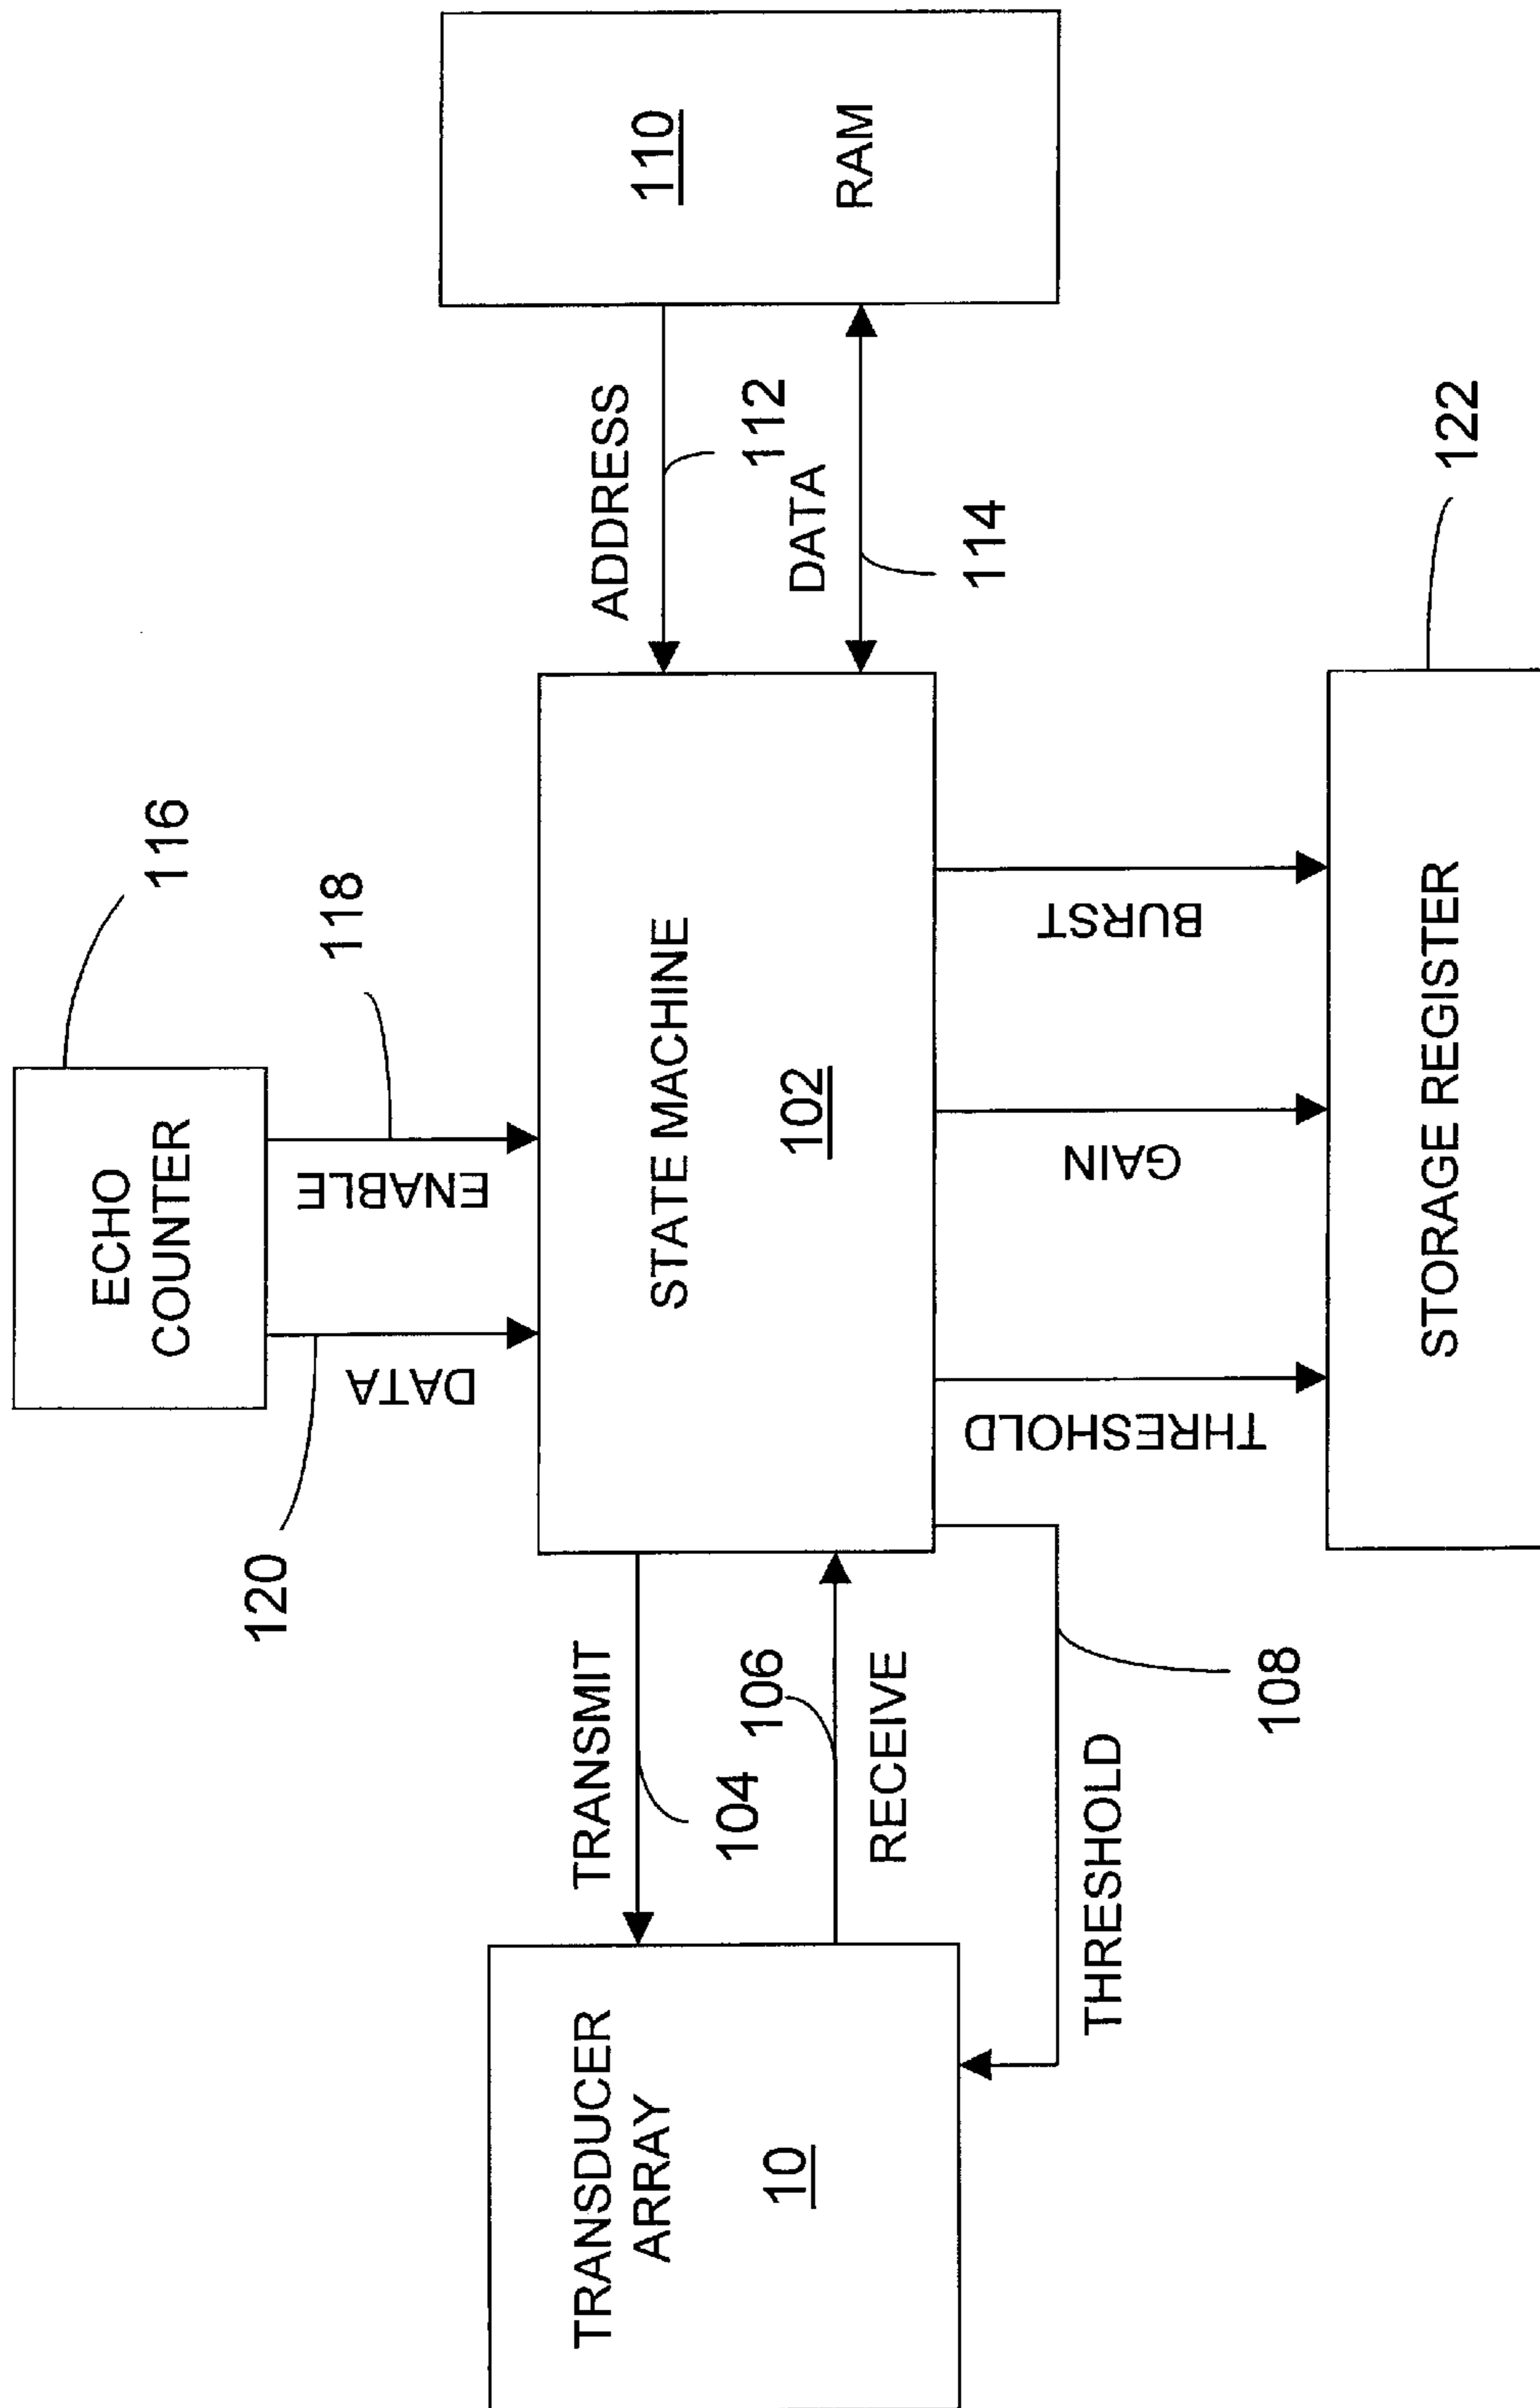 ECHO
COUNTER
116
118
120
DATA
ENABLE
TRANSDUCER
ARRAY
10
TRANSMIT
104
106
RECEIVE
THRESHOLD
108
STATE MACHINE
102
ADDRESS
112
DATA
114
110
RAM
THRESHOLD
GAIN
BURST
STORAGE REGISTER
122